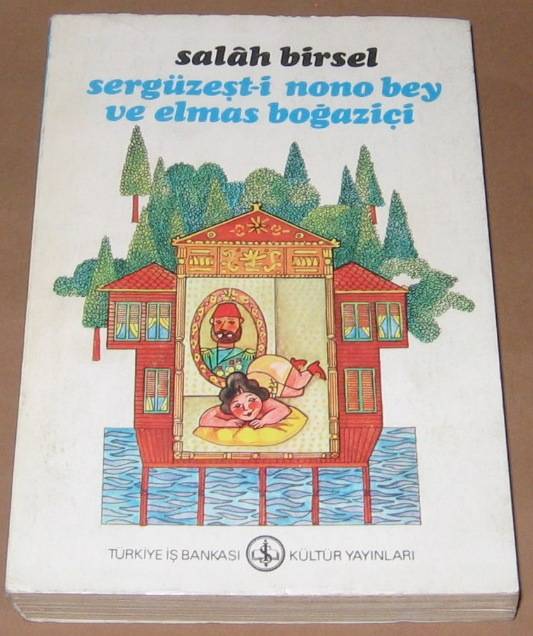 salâh birsel
sergüzeşt-i nono bey
ve elmas boğaziçi
TÜRKİYE İŞ BANKASI KÜLTÜR YAYINLARI